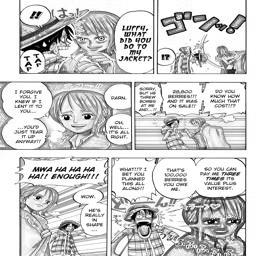 !?
LUFFY,
WHAT
DID YOU
DO TO
MY
JACKET?
!!
DO YOU
KNOW HOW
MUCH THAT
COST!?
28,800
BERRIES!!! AND
IT WAS ON
SALE!!
SORRY BUT
HE THREW
BOMBS AT
ME AND...
DARN.
OH,
WELL...
IT'S ALL
RIGHT.
I FORGIVE
YOU, I
KNEW IF I
LENT IT TO
YOU...
...YOU'D
JUST TEAR
IT UP
ANYWAY!!
SO YOU CAN
PAY ME THREE
TIMES ITS
VALUE PLUS
INTEREST.
THAT'S
100,000
BERRIES YOU
OWE ME.
WHAT!?! I
BET YOU
PLANNED
THIS ALL
ALONG!!
MWA HA HA HA
HA!! ENOUGH!!!
WOW.
HE'S
REALLY
IN
SHAPE